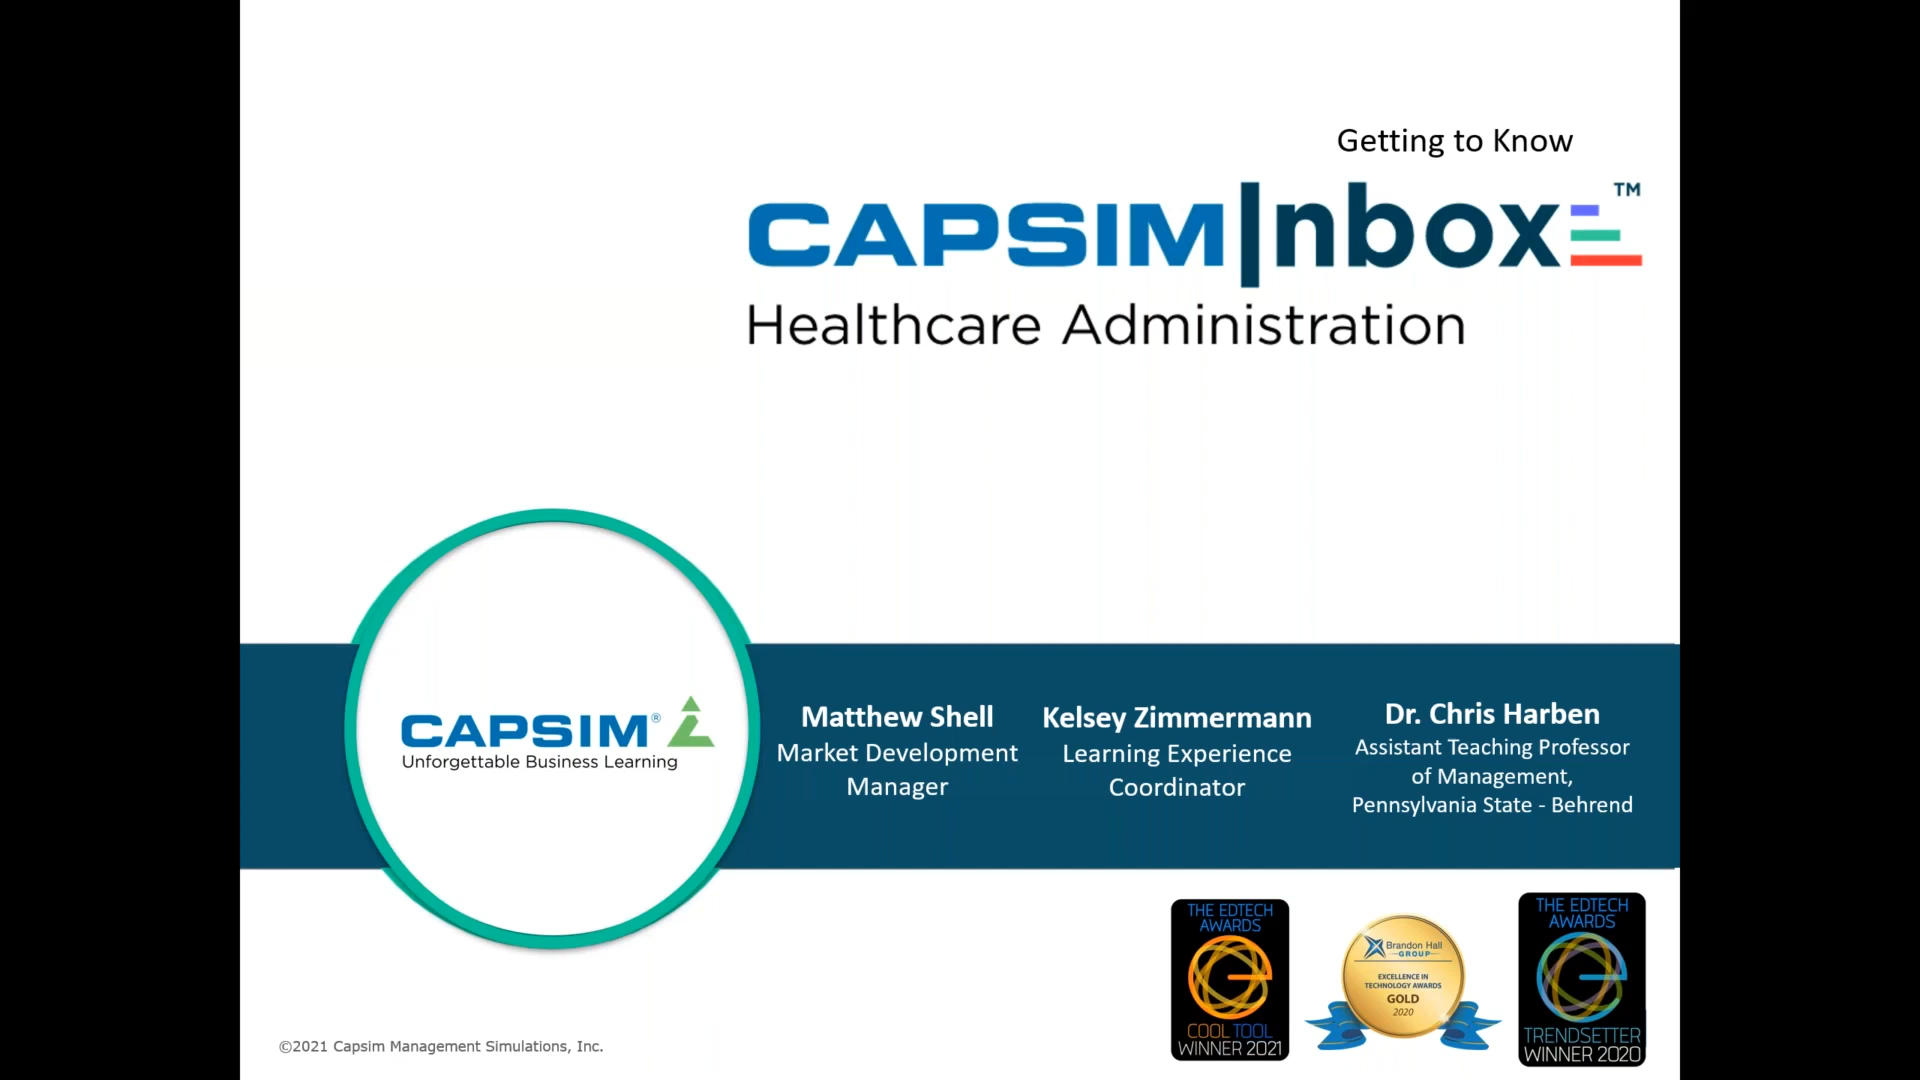 Getting to Know
CAPSIMInbox™
Healthcare Administration
CAPSIM®
Unforgettable Business Learning
Matthew Shell
Market Development
Manager
Kelsey Zimmermann
Learning Experience
Coordinator
Dr. Chris Harben
Assistant Teaching Professor
of Management,
Pennsylvania State - Behrend
THE EDTECH
AWARDS
COOL TOOL
WINNER 2021
Brandon Hall
GROUP
EXCELLENCE IN
TECHNOLOGY AWARDS
GOLD
2020
THE EDTECH
AWARDS
TRENDSETTER
WINNER 2020
©2021 Capsim Management Simulations, Inc.